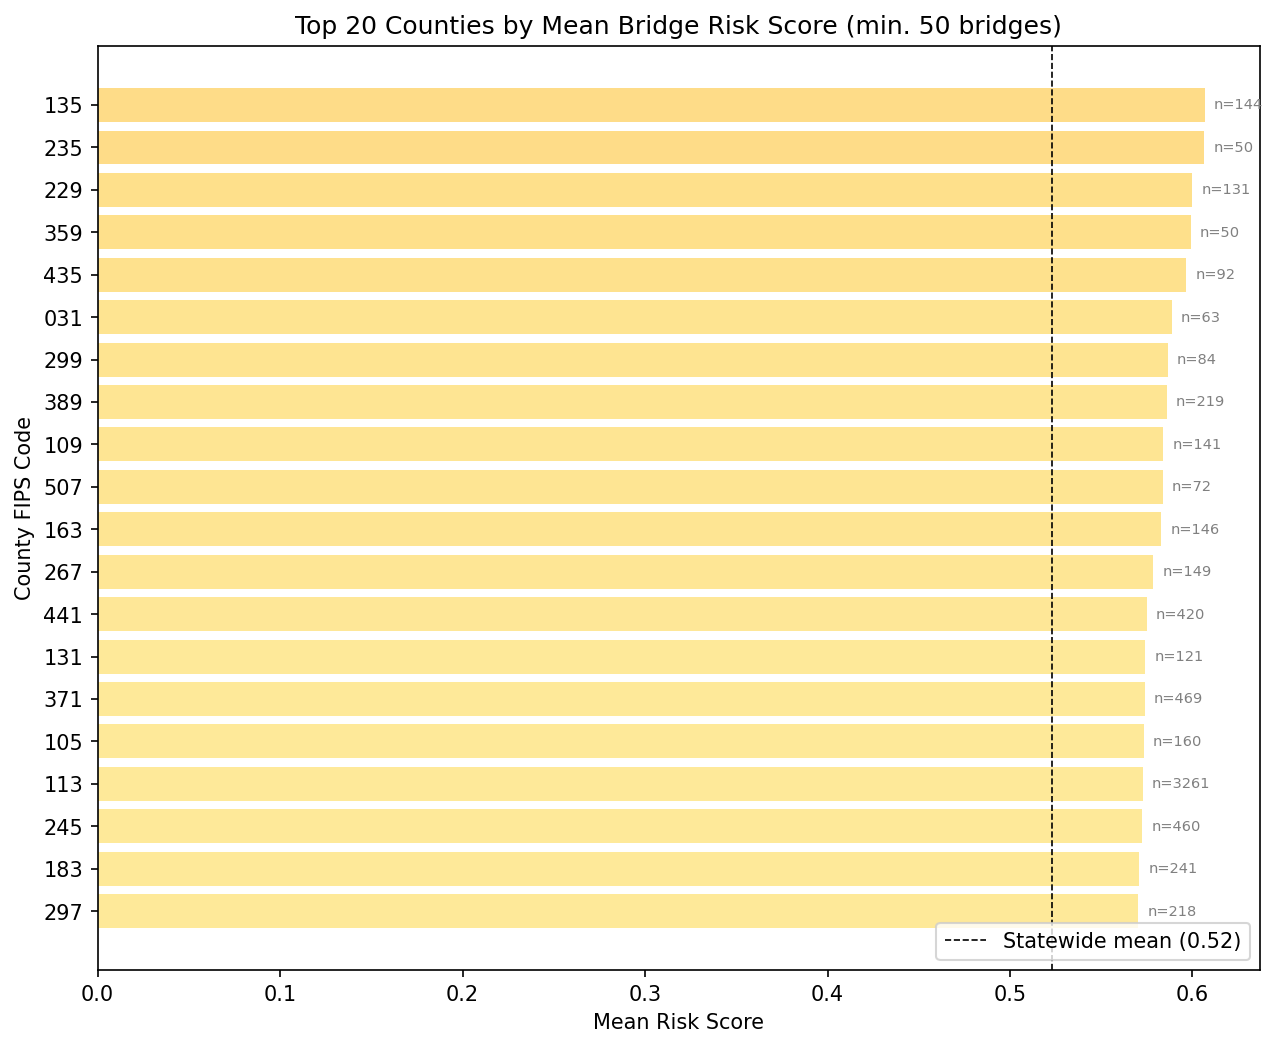 Top 20 Counties by Mean Bridge Risk Score (min. 50 bridges)
County FIPS Code
135 n=144
235 n=50
229 n=131
359 n=50
435 n=92
031 n=63
299 n=84
389 n=219
109 n=141
507 n=72
163 n=146
267 n=149
441 n=420
131 n=121
371 n=469
105 n=160
113 n=3261
245 n=460
183 n=241
297 n=218
Statewide mean (0.52)
0.0 0.1 0.2 0.3 0.4 0.5 0.6
Mean Risk Score